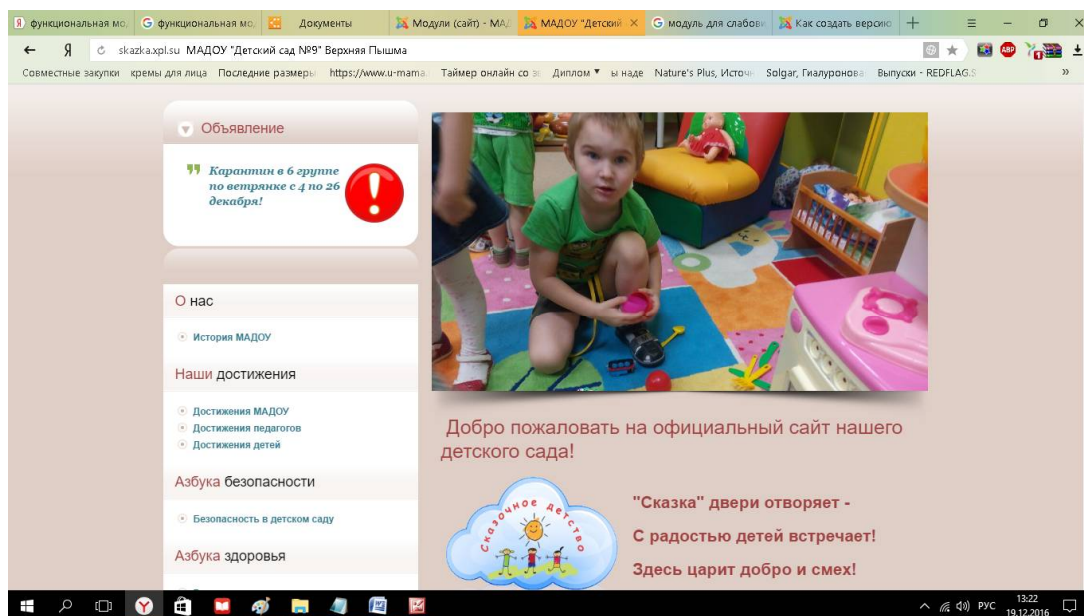 функциональная мо,
функциональная мо,
Документы
Модули (сайт) - МАД
МАДОУ "Детский
модуль для слабови
Как создать версию
skazka.xpl.su МАДОУ "Детский сад №9" Верхняя Пышма
ABP
1
Совместные закупки кремы для лица Последние размеры https://www.u-mama. Таймер онлайн со з Диплом ы наде Nature's Plus, Источн Solgar, Гиалуронова Выпуски - REDFLAG.S
Объявление
Карантин в 6 группе
по ветрянке с 4 по 26
декабря!
О нас
История МАДОУ
Наши достижения
Достижения МАДОУ
Достижения педагогов
Достижения детей
Азбука безопасности
Безопасность в детском саду
Азбука здоровья
Добро пожаловать на официальный сайт нашего
детского сада!
Сказочное детство
"Сказка" двери отворяет -
С радостью детей встречает!
Здесь царит добро и смех!
РУС
13:22
19.12.2016